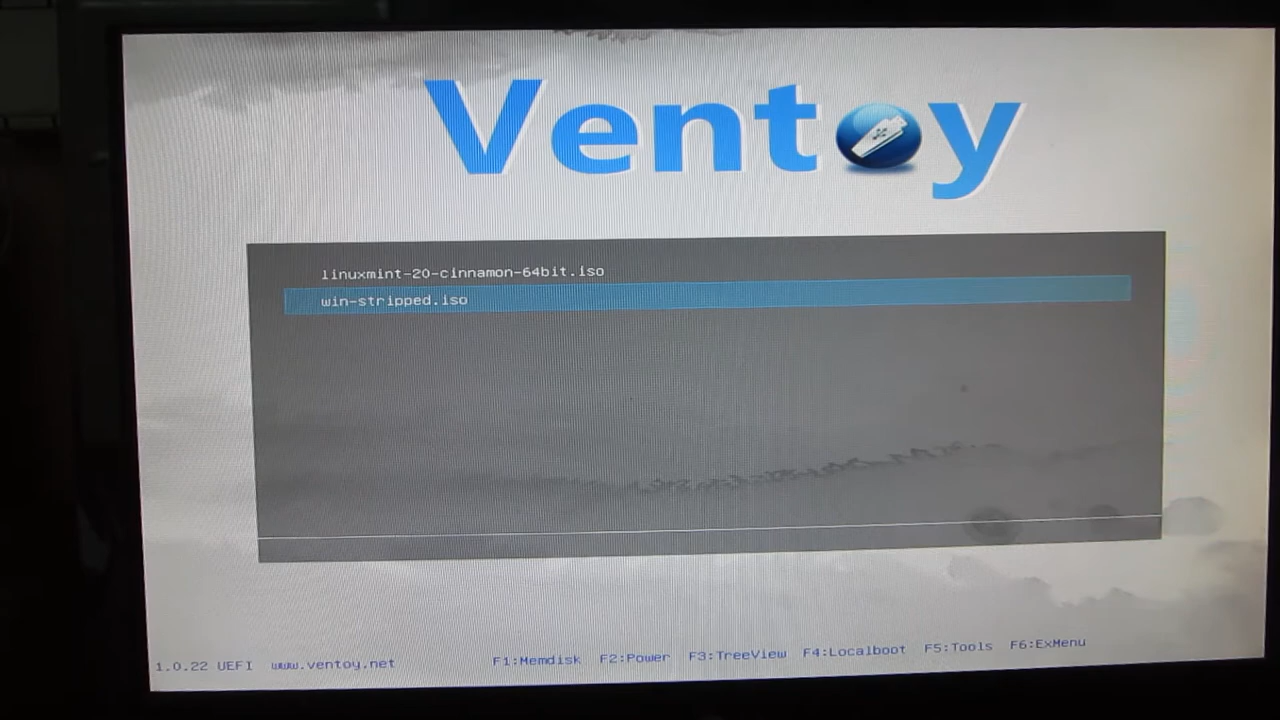 Ventoy
linuxmint-20-cinnamon-64bit.iso
win-stripped.iso
1.0.22 UEFI www.ventoy.net F1:Memdisk F2:Power F3:TreeView F4:Localboot F5:Tools F6:ExMenu